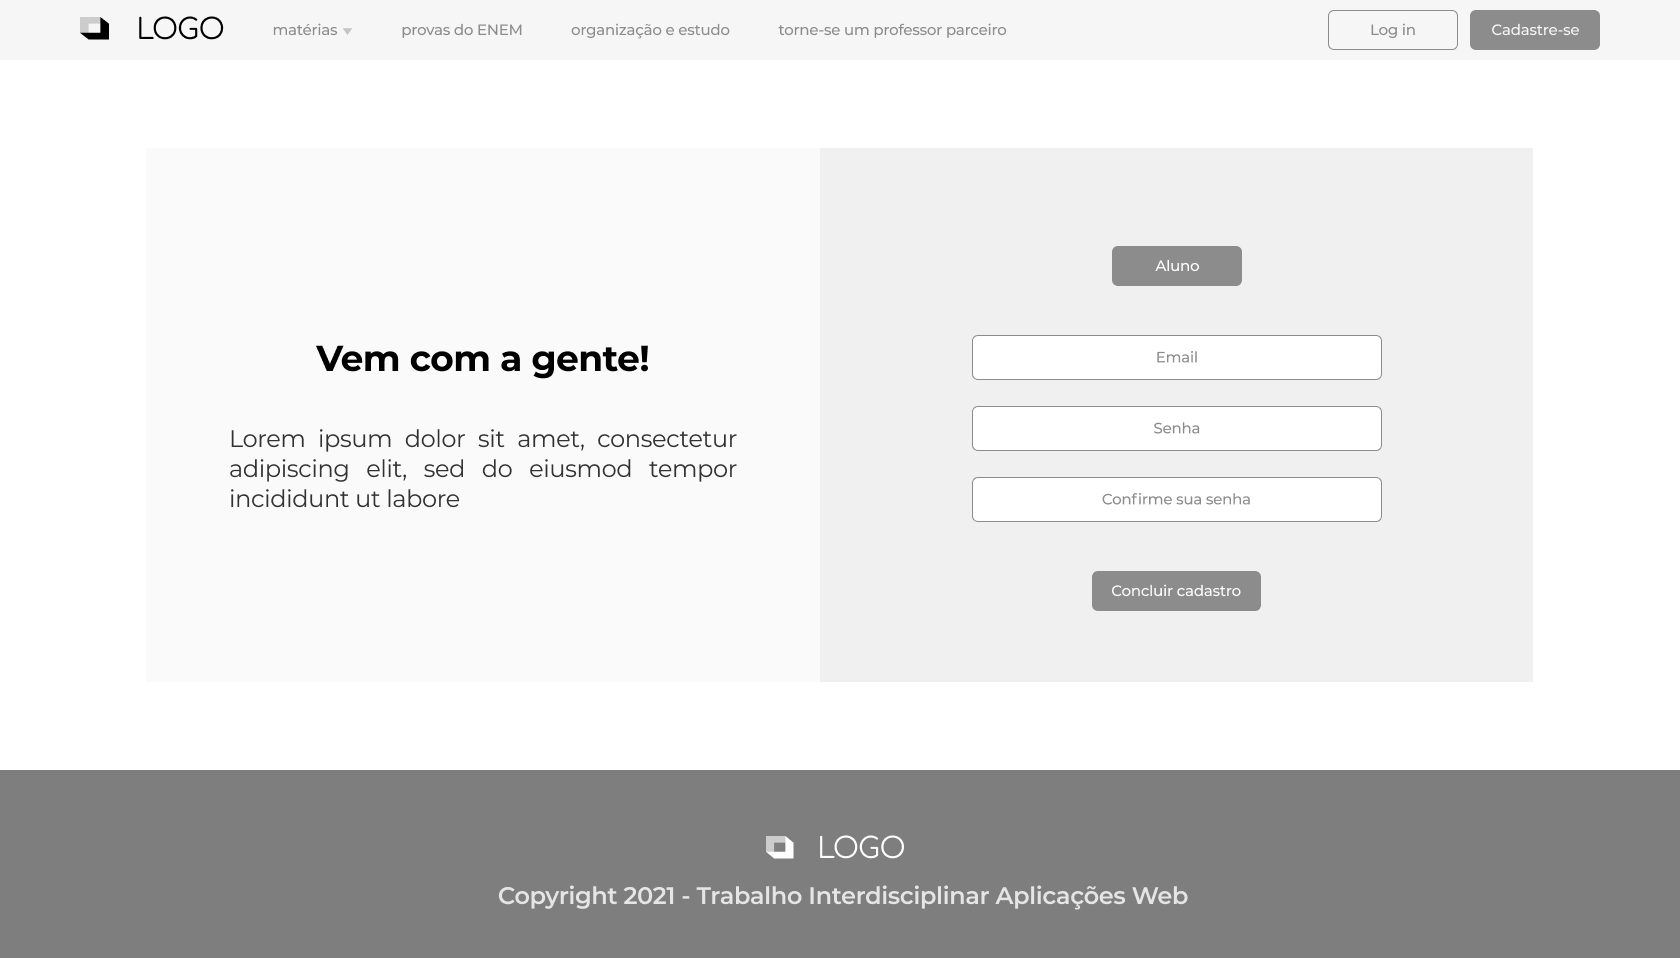 LOGO
matérias
provas do ENEM
organização e estudo
torne-se um professor parceiro
Log in
Cadastre-se
Vem com a gente!
Lorem ipsum dolor sit amet, consectetur
adipiscing elit, sed do eiusmod tempor
incididunt ut labore
Aluno
Email
Senha
Confirme sua senha
Concluir cadastro
LOGO
Copyright 2021 - Trabalho Interdisciplinar Aplicações Web